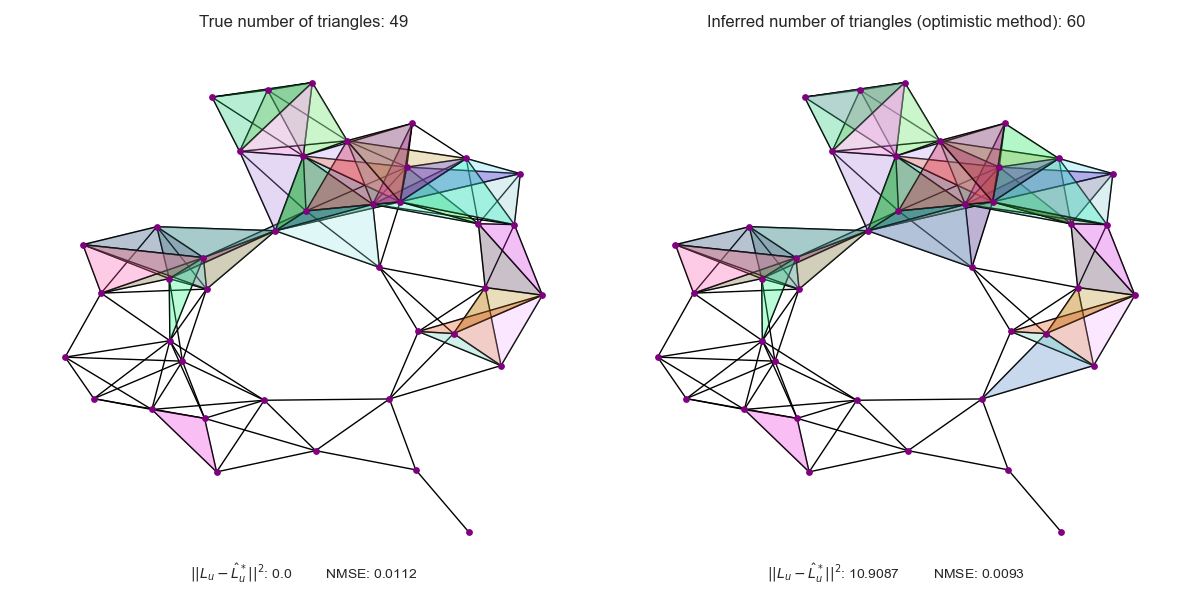 True number of triangles: 49
Inferred number of triangles (optimistic method): 60
$||L_u - \hat{L}_u^*||^2$: 0.0 NMSE: 0.0112
$||L_u - \hat{L}_u^*||^2$: 10.9087 NMSE: 0.0093